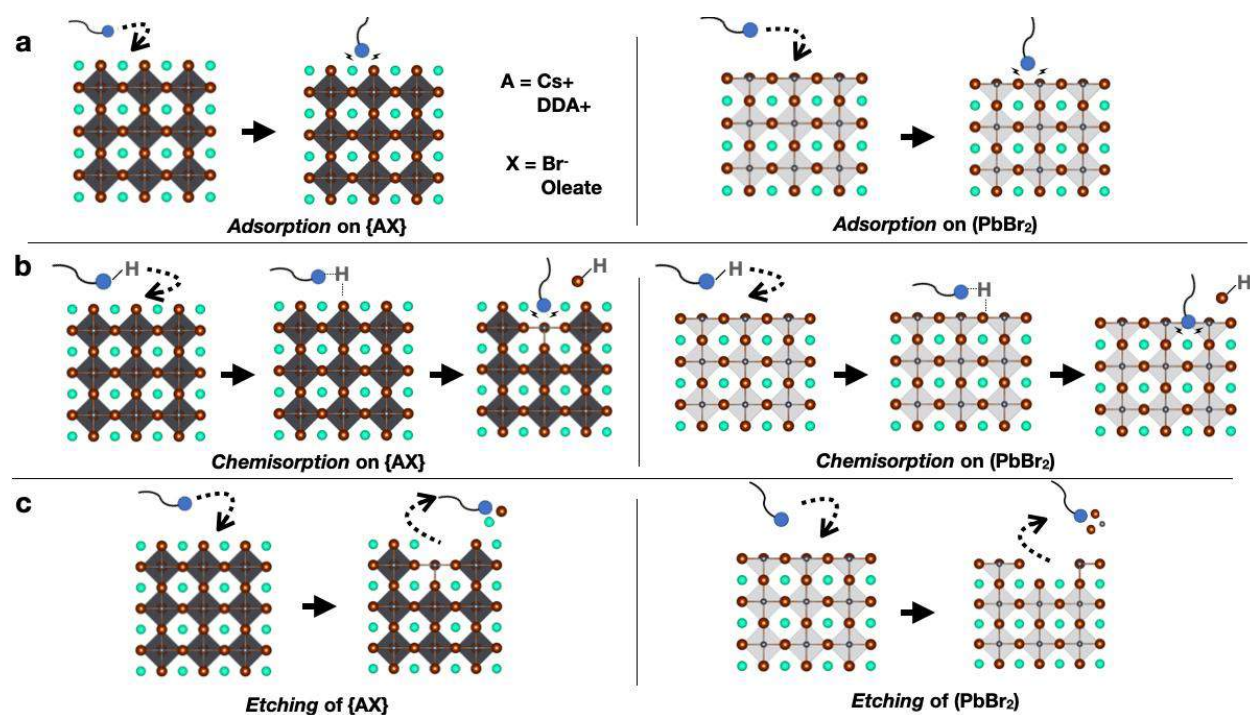 a
A = Cs+
DDA+
X = Br-
Oleate
Adsorption on {AX}
Adsorption on (PbBr₂)
b
H
H
H
H
H
H
Chemisorption on {AX}
Chemisorption on (PbBr₂)
c
Etching of {AX}
Etching of (PbBr₂)